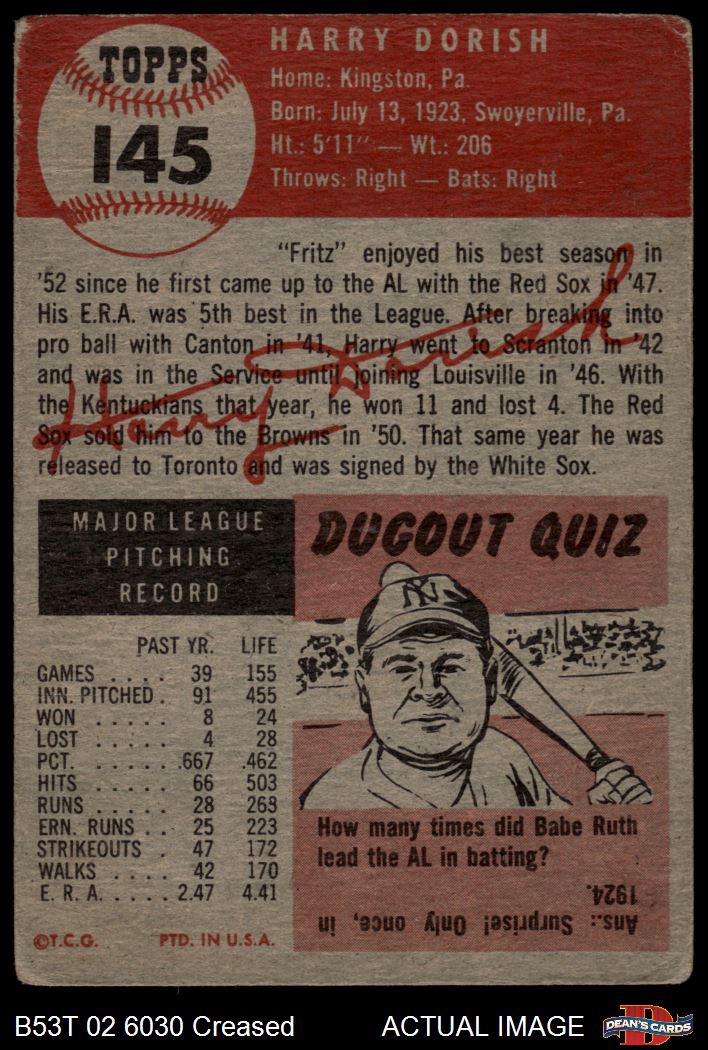 TOPPS
145
HARRY DORISH
Home: Kingston, Pa.
Born: July 13, 1923, Swoyerville, Pa.
Ht.: 5'11" — Wt.: 206
Throws: Right — Bats: Right
"Fritz" enjoyed his best season in
'52 since he first came up to the AL with the Red Sox in '47.
His E.R.A. was 5th best in the League. After breaking into
pro ball with Canton in '41, Harry went to Scranton in '42
and was in the Service until joining Louisville in '46. With
the Kentuckians that year, he won 11 and lost 4. The Red
Sox sold him to the Browns in '50. That same year he was
released to Toronto and was signed by the White Sox.
Harry Dorish
MAJOR LEAGUE
PITCHING
RECORD
PAST YR. LIFE
GAMES . . . . 39 155
INN. PITCHED . 91 455
WON . . . . . 8 24
LOST . . . . . 4 28
PCT. . . . . . .667 .462
HITS . . . . . 66 503
RUNS . . . . . 28 263
ERN. RUNS . . 25 223
STRIKEOUTS . 47 172
WALKS . . . . 42 170
E. R. A. . . . . . 2.47 4.41
©T.C.G. PTD. IN U.S.A.
DUGOUT QUIZ
NY
How many times did Babe Ruth
lead the AL in batting?
Ans.: Surprise! Only once, in
1924.
B53T 02 6030 Creased
ACTUAL IMAGE
D
DEAN'S CARDS